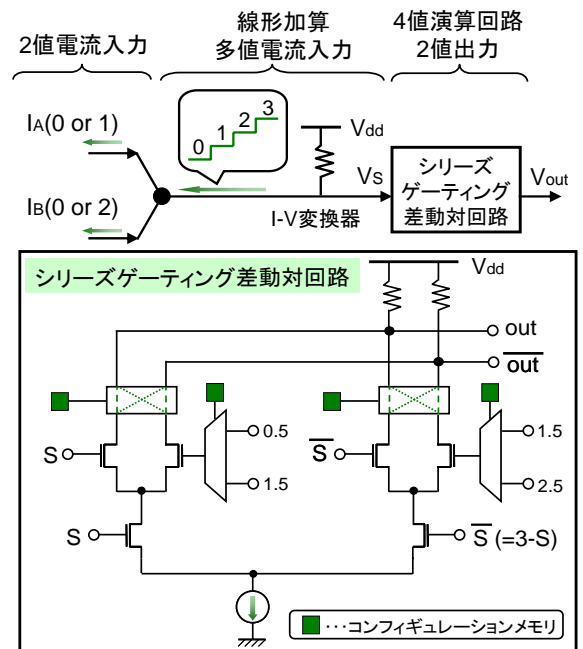 2値電流入力
線形加算
多値電流入力
4値演算回路
2値出力
IA(0 or 1)
0
1
2
3
Vdd
VS
シリーズ
ゲーティング
差動対回路
Vout
IB(0 or 2)
I-V変換器
シリーズゲーティング差動対回路
Vdd
out
out
S
0.5
1.5
S
1.5
2.5
S
S (=3-S)
…コンフィギュレーションメモリ